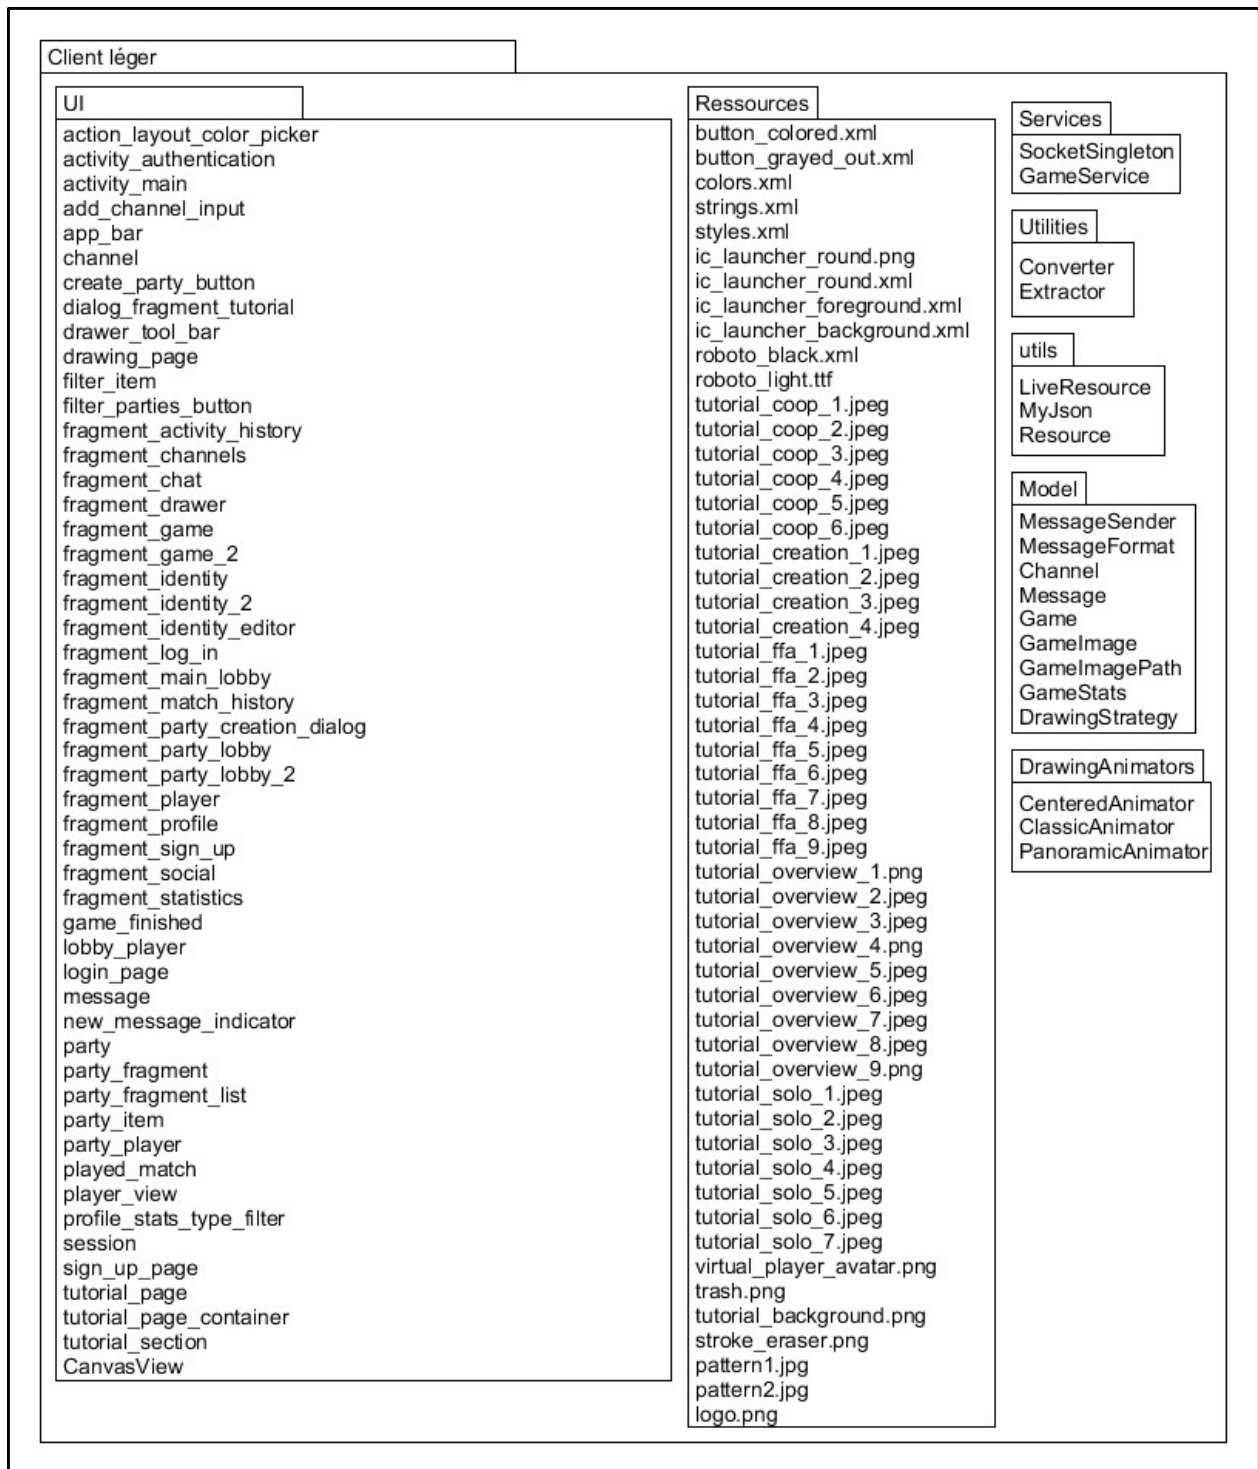 Client léger
UI
action_layout_color_picker
activity_authentication
activity_main
add_channel_input
app_bar
channel
create_party_button
dialog_fragment_tutorial
drawer_tool_bar
drawing_page
filter_item
filter_parties_button
fragment_activity_history
fragment_channels
fragment_chat
fragment_drawer
fragment_game
fragment_game_2
fragment_identity
fragment_identity_2
fragment_identity_editor
fragment_log_in
fragment_main_lobby
fragment_match_history
fragment_party_creation_dialog
fragment_party_lobby
fragment_party_lobby_2
fragment_player
fragment_profile
fragment_sign_up
fragment_social
fragment_statistics
game_finished
lobby_player
login_page
message
new_message_indicator
party
party_fragment
party_fragment_list
party_item
party_player
played_match
player_view
profile_stats_type_filter
session
sign_up_page
tutorial_page
tutorial_page_container
tutorial_section
CanvasView
Ressources
button_colored.xml
button_grayed_out.xml
colors.xml
strings.xml
styles.xml
ic_launcher_round.png
ic_launcher_round.xml
ic_launcher_foreground.xml
ic_launcher_background.xml
roboto_black.xml
roboto_light.ttf
tutorial_coop_1.jpeg
tutorial_coop_2.jpeg
tutorial_coop_3.jpeg
tutorial_coop_4.jpeg
tutorial_coop_5.jpeg
tutorial_coop_6.jpeg
tutorial_creation_1.jpeg
tutorial_creation_2.jpeg
tutorial_creation_3.jpeg
tutorial_creation_4.jpeg
tutorial_ffa_1.jpeg
tutorial_ffa_2.jpeg
tutorial_ffa_3.jpeg
tutorial_ffa_4.jpeg
tutorial_ffa_5.jpeg
tutorial_ffa_6.jpeg
tutorial_ffa_7.jpeg
tutorial_ffa_8.jpeg
tutorial_ffa_9.jpeg
tutorial_overview_1.png
tutorial_overview_2.jpeg
tutorial_overview_3.jpeg
tutorial_overview_4.png
tutorial_overview_5.jpeg
tutorial_overview_6.jpeg
tutorial_overview_7.jpeg
tutorial_overview_8.jpeg
tutorial_overview_9.png
tutorial_solo_1.jpeg
tutorial_solo_2.jpeg
tutorial_solo_3.jpeg
tutorial_solo_4.jpeg
tutorial_solo_5.jpeg
tutorial_solo_6.jpeg
tutorial_solo_7.jpeg
virtual_player_avatar.png
trash.png
tutorial_background.png
stroke_eraser.png
pattern1.jpg
pattern2.jpg
logo.png
Services
SocketSingleton
GameService
Utilities
Converter
Extractor
utils
LiveResource
MyJson
Resource
Model
MessageSender
MessageFormat
Channel
Message
Game
GameImage
GameImagePath
GameStats
DrawingStrategy
DrawingAnimators
CenteredAnimator
ClassicAnimator
PanoramicAnimator